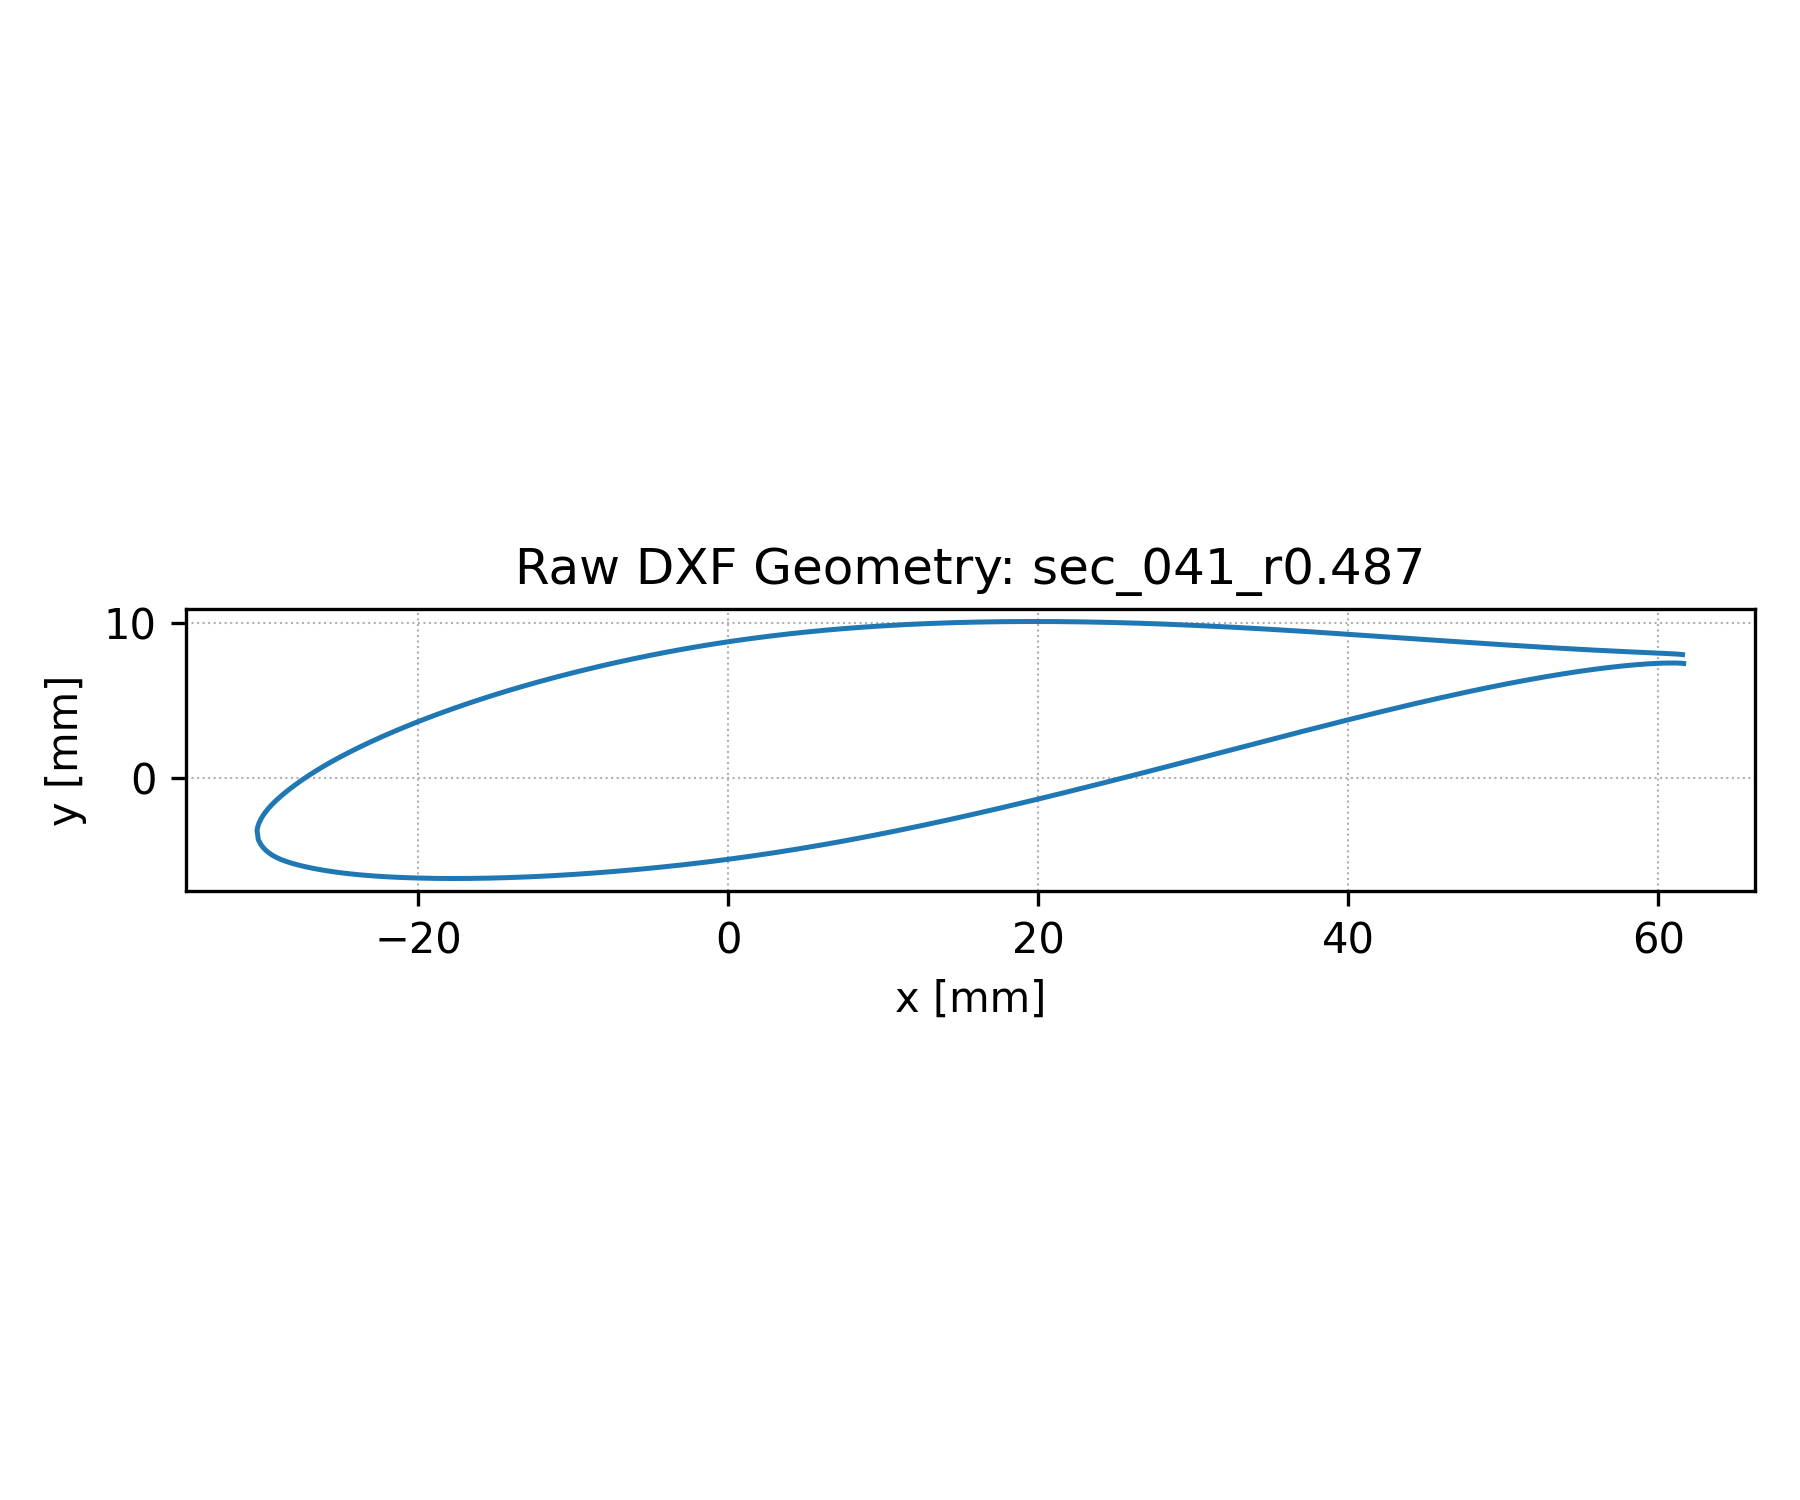 Raw DXF Geometry: sec_041_r0.487
10
0
y [mm]
−20 0 20 40 60
x [mm]